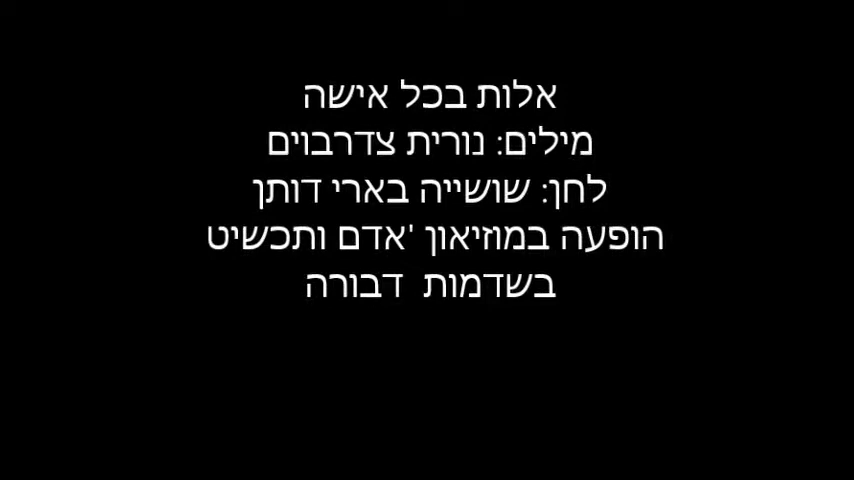 אלות בכל אישה
מילים: נורית צדרבוים
לחן: שושייה בארי דותן
הופעה במוזיאון 'אדם ותכשיט
בשדמות דבורה